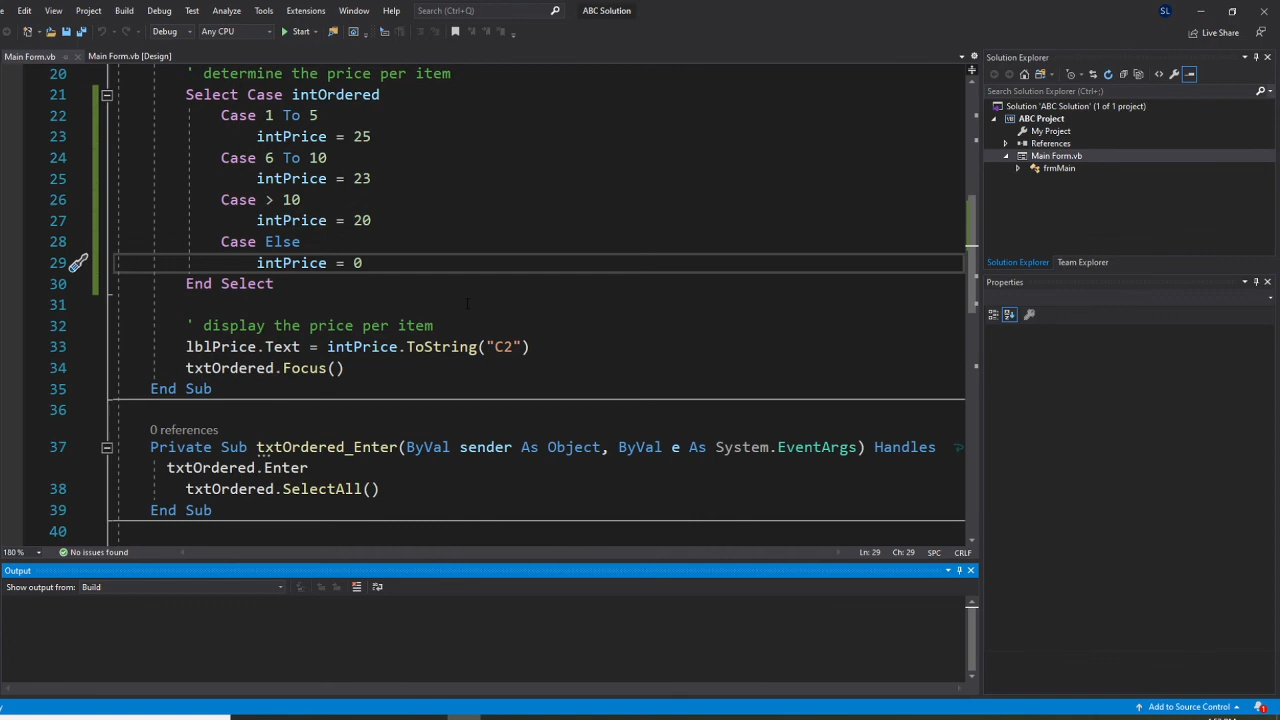 Edit View Project Build Debug Test Analyze Tools Extensions Window Help Search (Ctrl+Q) ABC Solution SL
Debug Any CPU Start Live Share
Main Form.vb Main Form.vb [Design]
20 ' determine the price per item
21 Select Case intOrdered
22 Case 1 To 5
23 intPrice = 25
24 Case 6 To 10
25 intPrice = 23
26 Case > 10
27 intPrice = 20
28 Case Else
29 intPrice = 0
30 End Select
31
32 ' display the price per item
33 lblPrice.Text = intPrice.ToString("C2")
34 txtOrdered.Focus()
35 End Sub
36
0 references
37 Private Sub txtOrdered_Enter(ByVal sender As Object, ByVal e As System.EventArgs) Handles
txtOrdered.Enter
38 txtOrdered.SelectAll()
39 End Sub
40
180 % No issues found Ln: 29 Ch: 29 SPC CRLF
Output
Show output from: Build
Solution Explorer
Search Solution Explorer (Ctrl+;)
Solution 'ABC Solution' (1 of 1 project)
VB ABC Project
My Project
References
Main Form.vb
frmMain
Solution Explorer Team Explorer
Properties
Add to Source Control 1